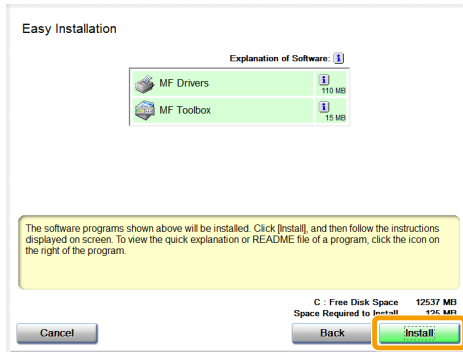 Easy Installation
Explanation of Software:
MF Drivers
110 MB
MF Toolbox
15 MB
The software programs shown above will be installed. Click [Install], and then follow the instructions
displayed on screen. To view the quick explanation or README file of a program, click the icon on
the right of the program.
C : Free Disk Space 12537 MB
Space Required to Install 125 MB
Cancel
Back
Install